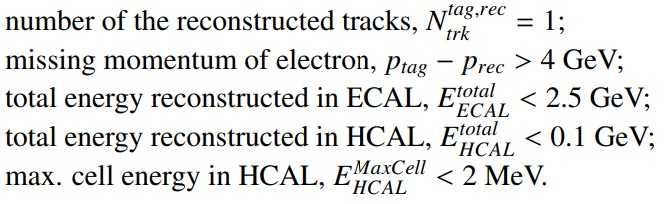 number of the reconstructed tracks, $N_{trk}^{tag,rec} = 1$;
missing momentum of electron, $p_{tag} - p_{rec} > 4$ GeV;
total energy reconstructed in ECAL, $E_{ECAL}^{total} < 2.5$ GeV;
total energy reconstructed in HCAL, $E_{HCAL}^{total} < 0.1$ GeV;
max. cell energy in HCAL, $E_{HCAL}^{MaxCell} < 2$ MeV.